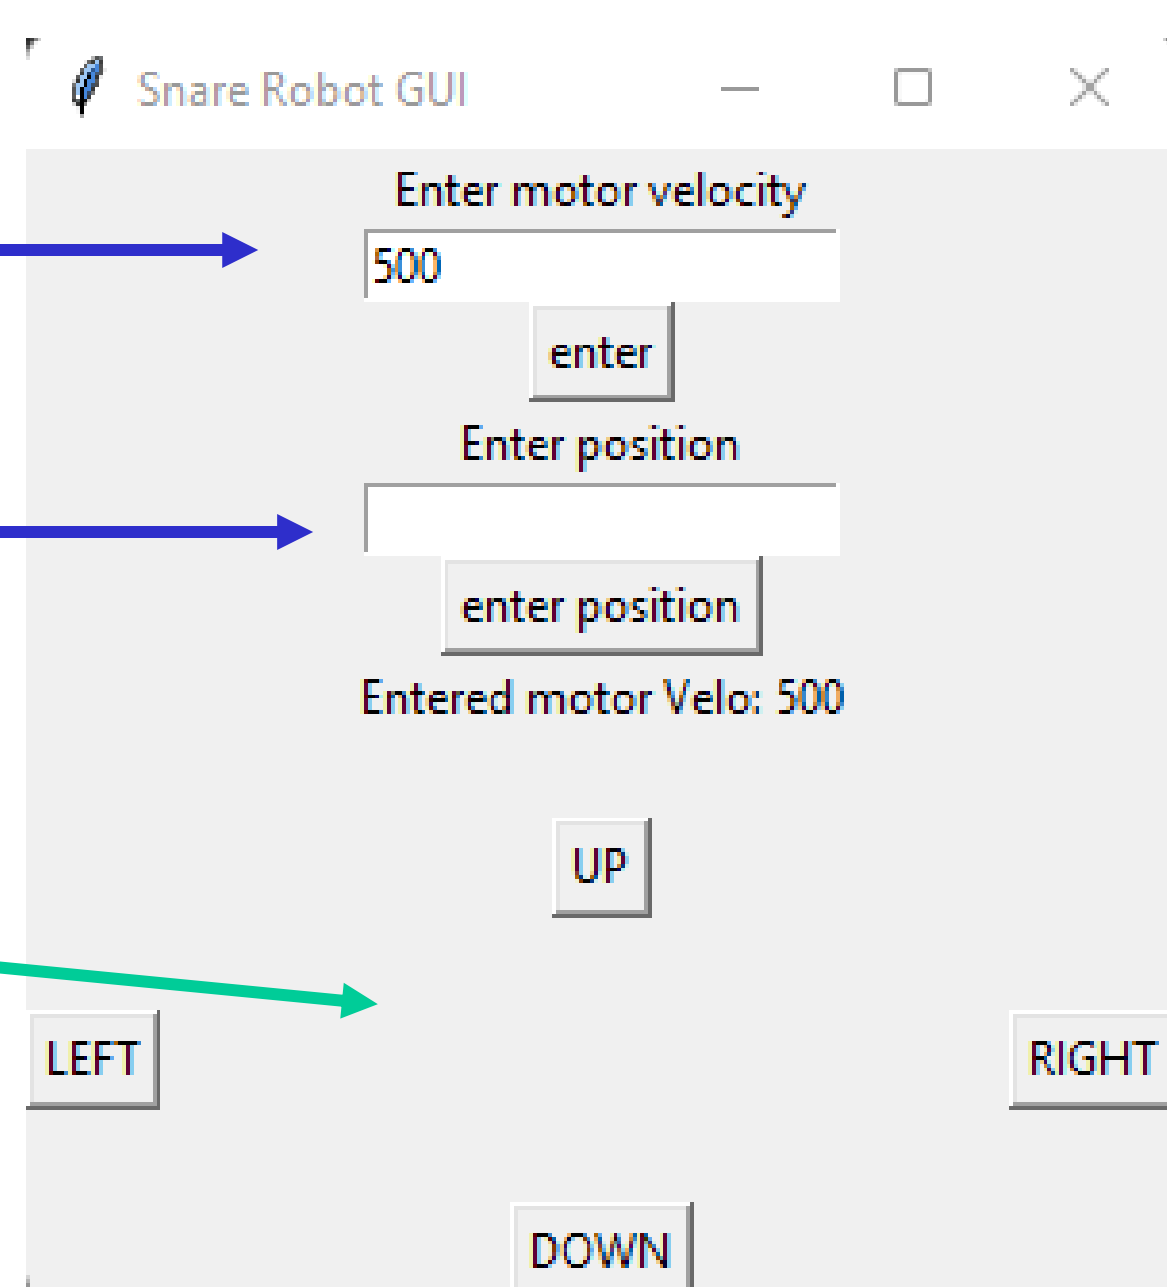 Snare Robot GUI
Enter motor velocity
500
enter
Enter position
enter position
Entered motor Velo: 500
UP
LEFT
RIGHT
DOWN